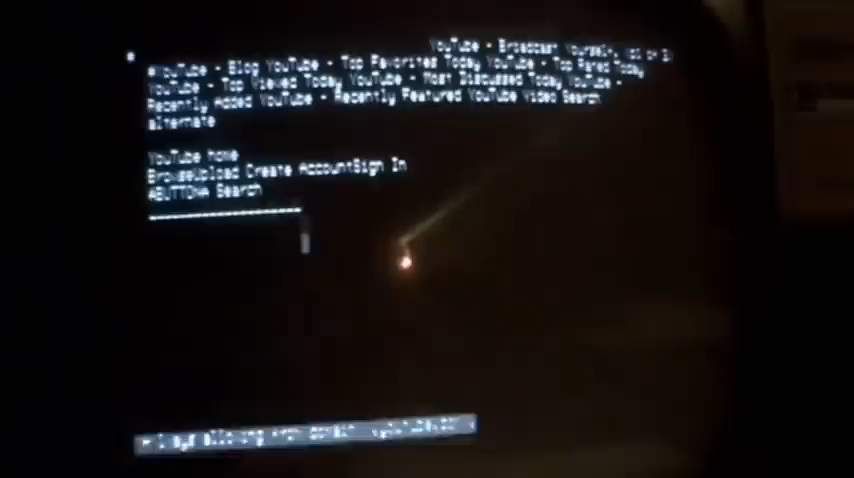 YouTube - Broadcast Yourself.
#YouTube - Blog YouTube - Top Favorites Today YouTube - Top Rated Today
YouTube - Top Viewed Today YouTube - Most Discussed Today YouTube -
Recently Added YouTube - Recently Featured YouTube Video Search
alternate
YouTube home
BrowseUpload Create AccountSign In
ABUTTONA Search